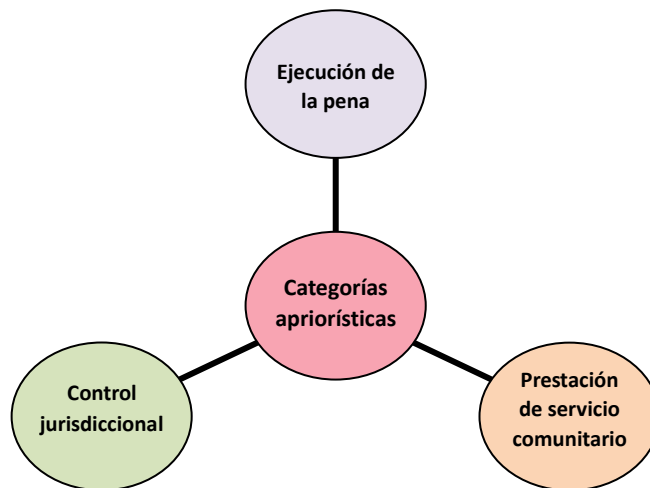 Ejecución de
la pena
Categorías
apriorísticas
Control
jurisdiccional
Prestación
de servicio
comunitario